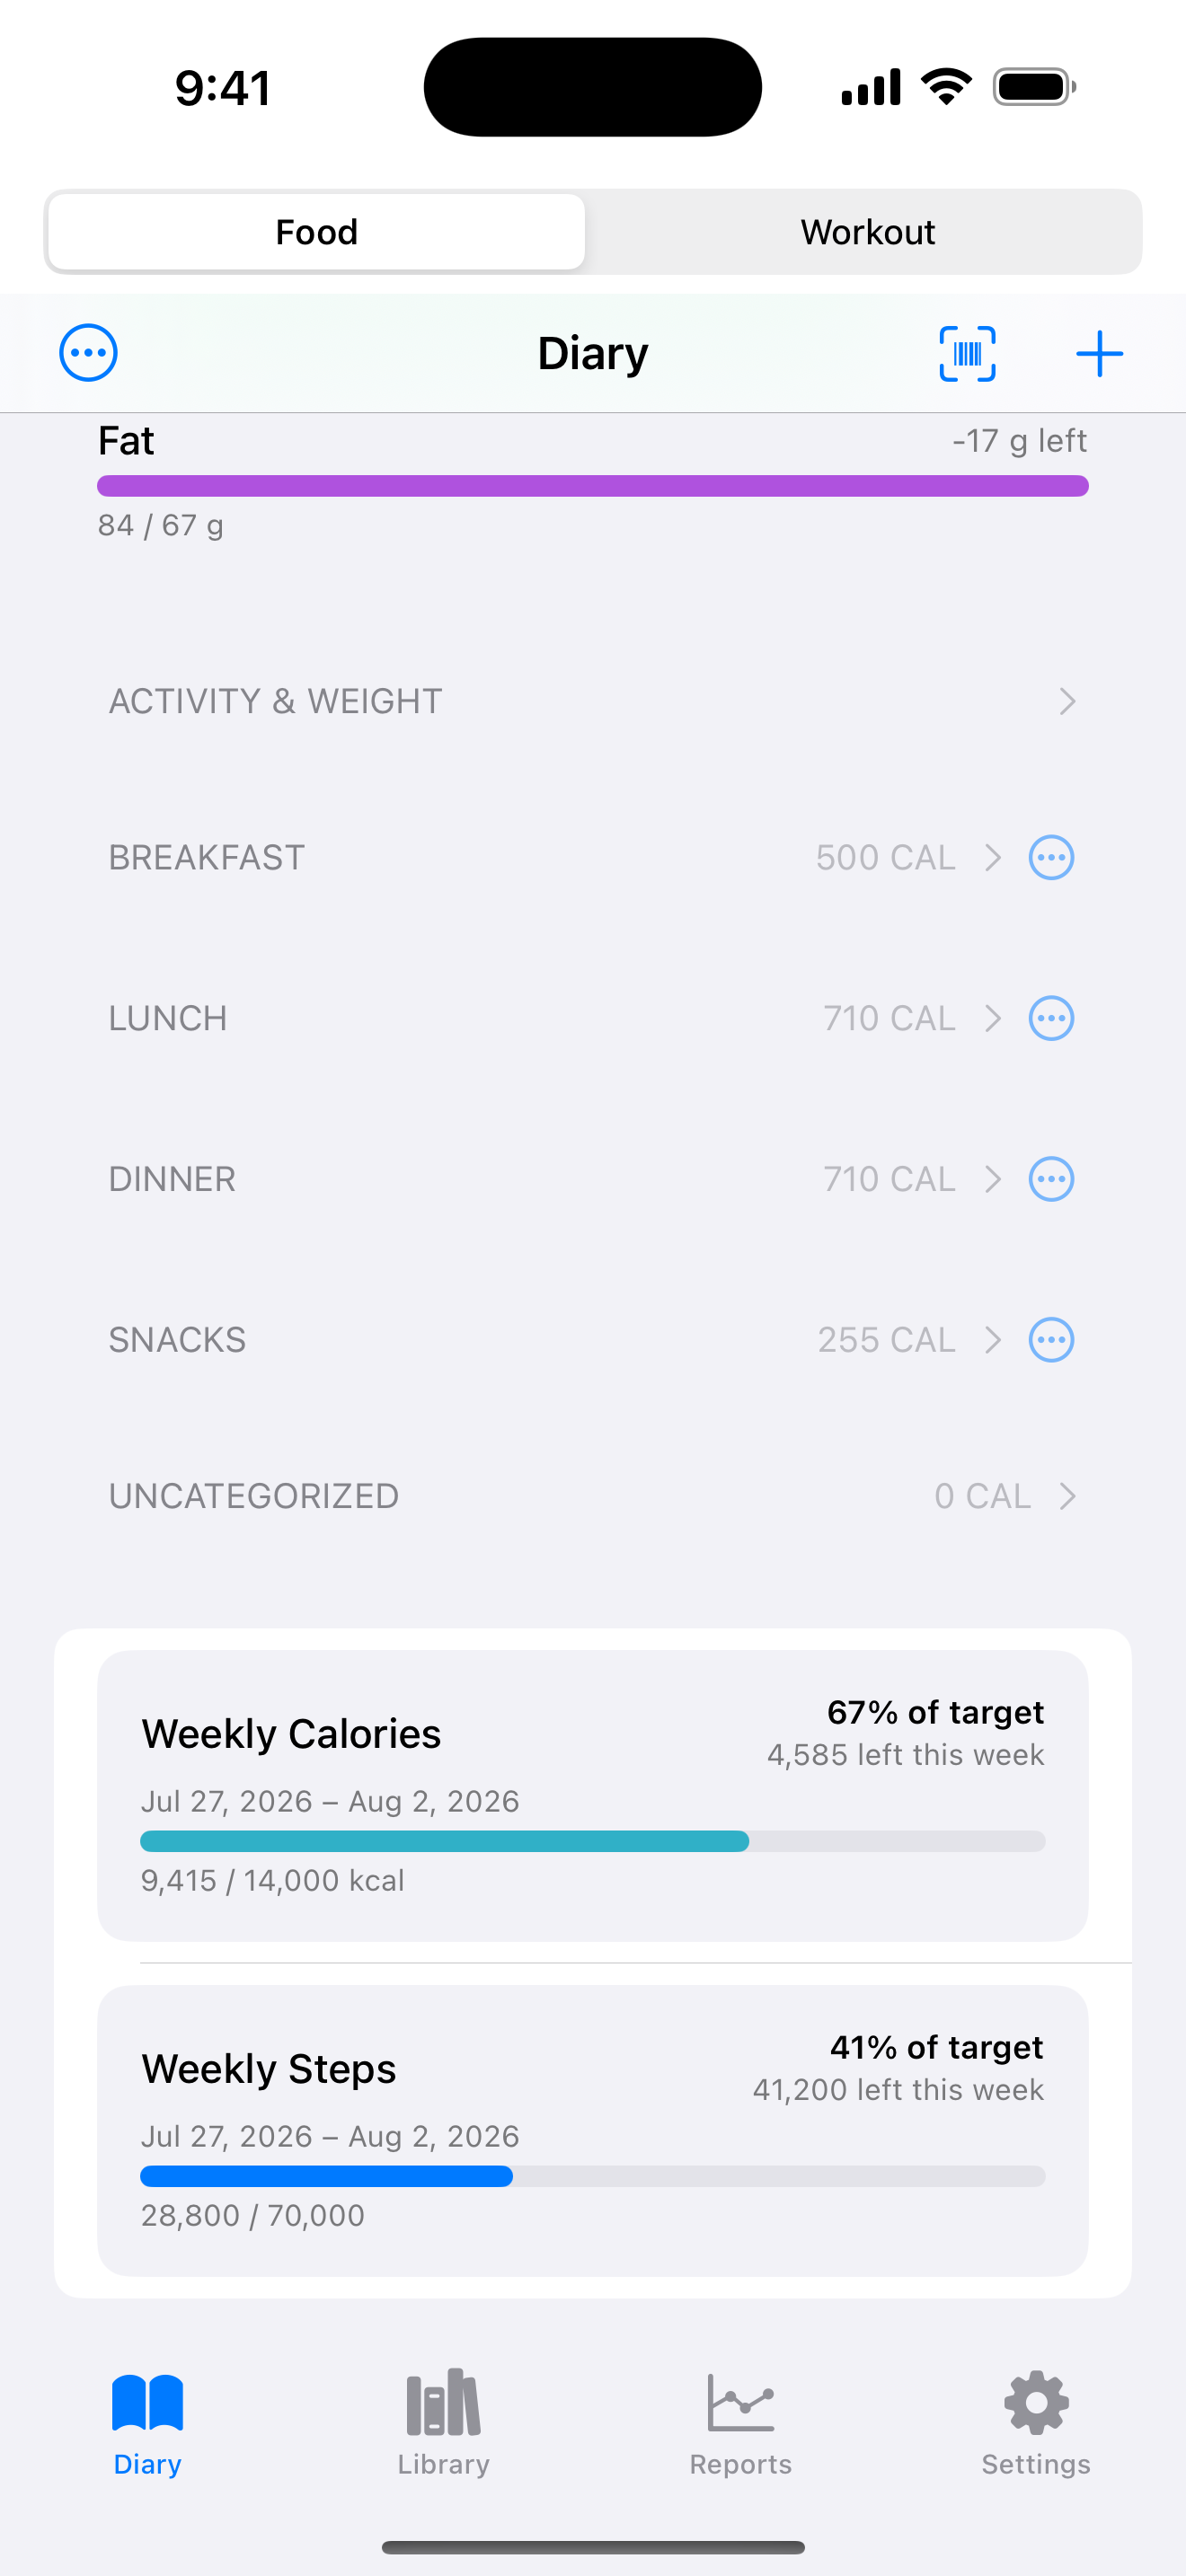 9:41
Food Workout
Diary
Fat -17 g left
84 / 67 g
ACTIVITY & WEIGHT
BREAKFAST 500 CAL
LUNCH 710 CAL
DINNER 710 CAL
SNACKS 255 CAL
UNCATEGORIZED 0 CAL
Weekly Calories 67% of target
4,585 left this week
Jul 27, 2026 – Aug 2, 2026
9,415 / 14,000 kcal
Weekly Steps 41% of target
41,200 left this week
Jul 27, 2026 – Aug 2, 2026
28,800 / 70,000
Diary Library Reports Settings